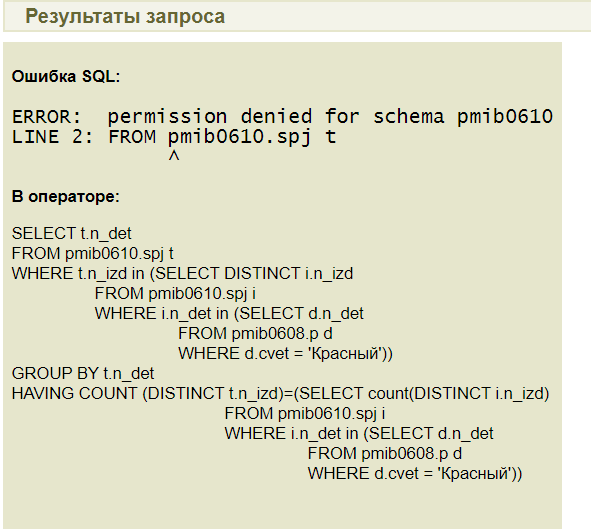 Результаты запроса
Ошибка SQL:
ERROR:  permission denied for schema pmib0610
LINE 2: FROM pmib0610.spj t
^
В операторе:
SELECT t.n_det
FROM pmib0610.spj t
WHERE t.n_izd in (SELECT DISTINCT i.n_izd
FROM pmib0610.spj i
WHERE i.n_det in (SELECT d.n_det
FROM pmib0608.p d
WHERE d.cvet = 'Красный'))
GROUP BY t.n_det
HAVING COUNT (DISTINCT t.n_izd)=(SELECT count(DISTINCT i.n_izd)
FROM pmib0610.spj i
WHERE i.n_det in (SELECT d.n_det
FROM pmib0608.p d
WHERE d.cvet = 'Красный'))